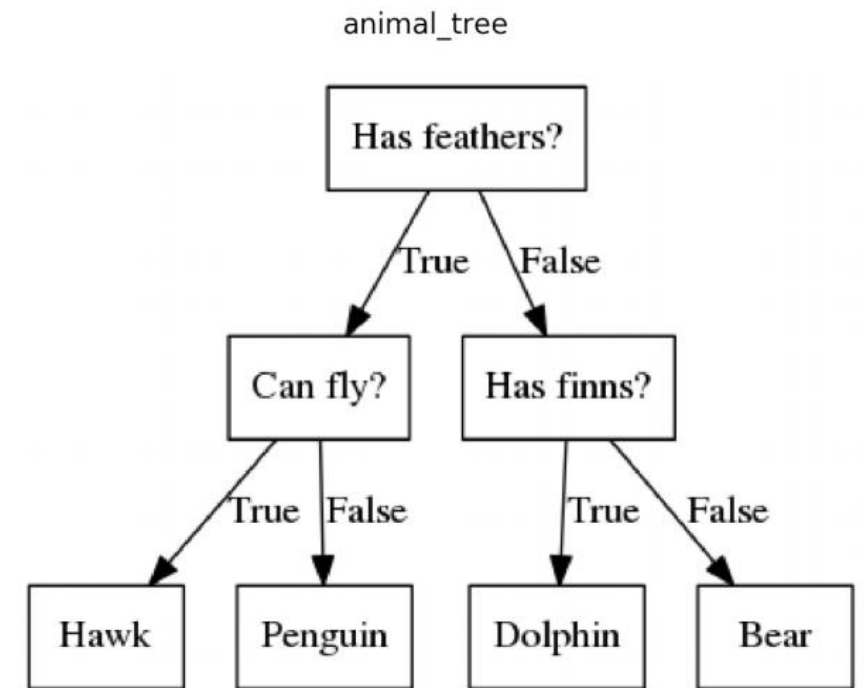 animal_tree
Has feathers?
True False
Can fly? Has finns?
True False True False
Hawk Penguin Dolphin Bear